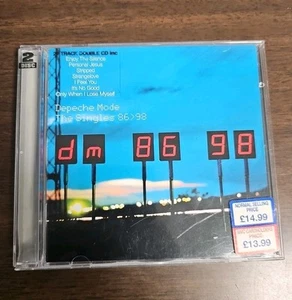 2
DISC
TRACK DOUBLE CD Inc
Enjoy The Silence
Personal Jesus
Stripped
Strangelove
I Feel You
It's No Good
Only When I Lose Myself
Depeche Mode
The Singles 86>98
dm 86 98
NORMAL SELLING
PRICE
£14.99
PRICE
£13.99